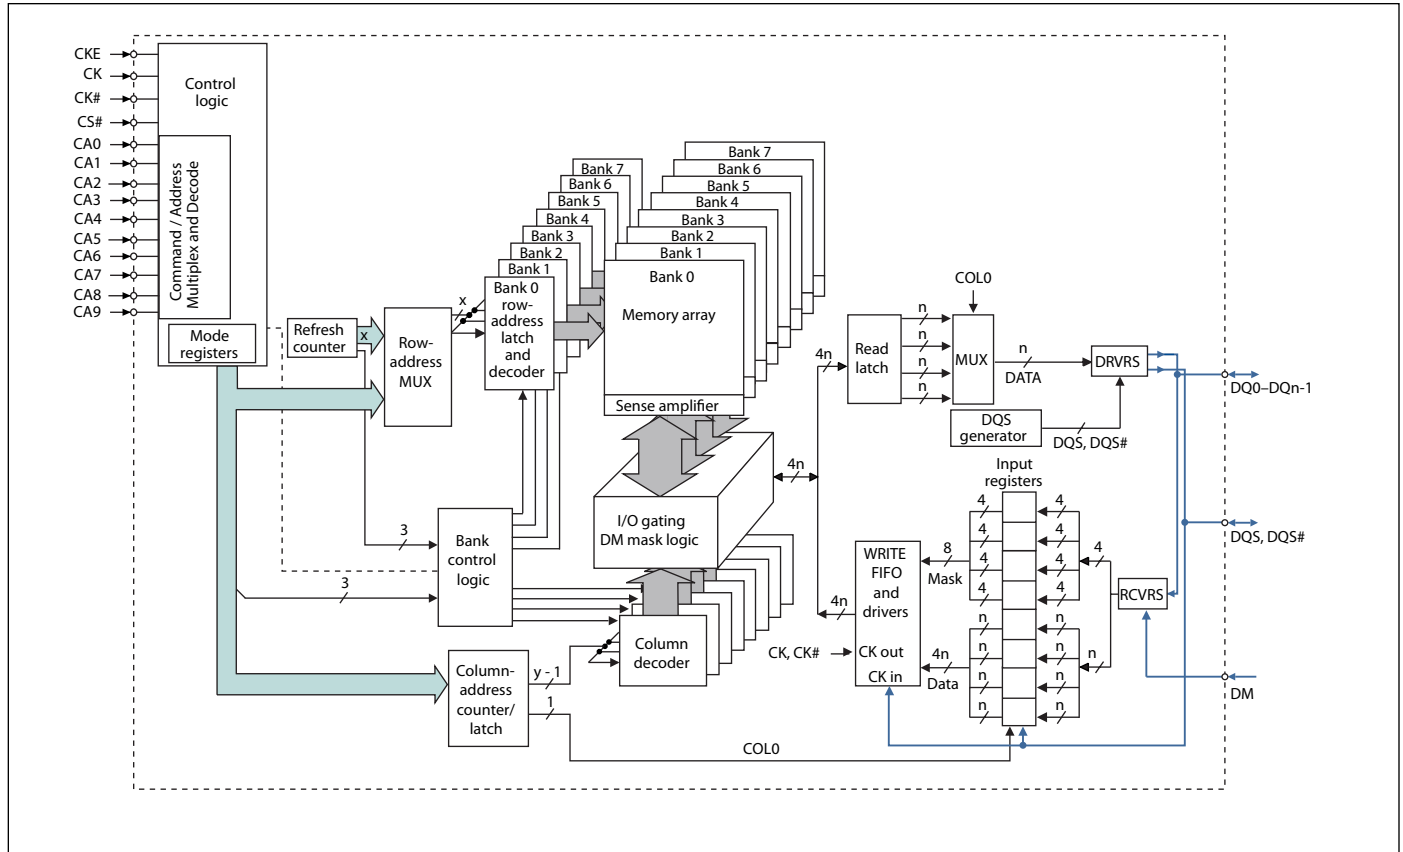 CKE
CK
CK#
CS#
CA0
CA1
CA2
CA3
CA4
CA5
CA6
CA7
CA8
CA9
Control
logic
Command / Address
Multiplex and Decode
Mode
registers
Refresh
counter
x
Row-
address
MUX
x
Bank 7
Bank 6
Bank 5
Bank 4
Bank 3
Bank 2
Bank 1
Bank 0
row-
address
latch
and
decoder
Bank 7
Bank 6
Bank 5
Bank 4
Bank 3
Bank 2
Bank 1
Bank 0
Memory array
Sense amplifier
3
3
Bank
control
logic
I/O gating
DM mask logic
Column
decoder
Column-
address
counter/
latch
y - 1
1
COL0
4n
4n
4n
Read
latch
n
n
n
n
COL0
MUX
n
DATA
DRVRS
DQS
generator
DQS, DQS#
DQ0–DQn-1
DQS, DQS#
DM
Input
registers
4
4
4
4
n
n
n
n
4
4
4
4
n
n
n
n
4
n
RCVRS
8
Mask
4n
Data
WRITE
FIFO
and
drivers
CK out
CK in
CK, CK#